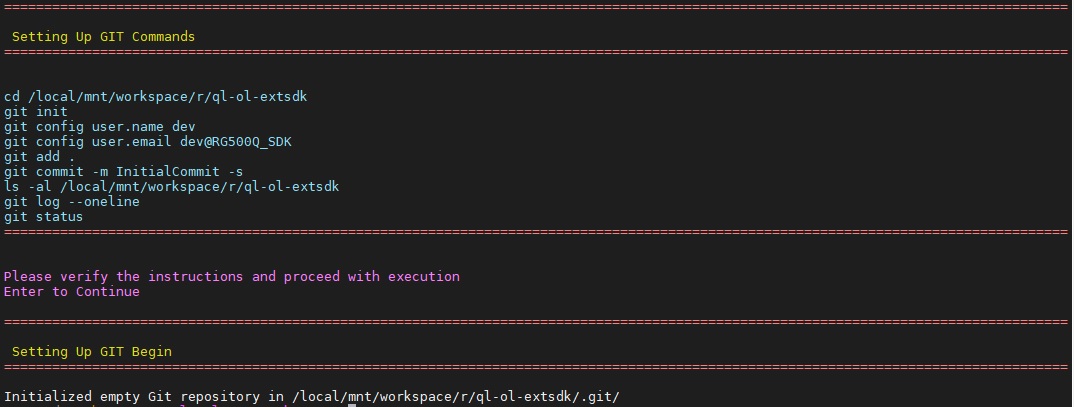 ================================================================================
Setting Up GIT Commands
================================================================================
cd /local/mnt/workspace/r/ql-ol-extsdk
git init
git config user.name dev
git config user.email dev@RG500Q_SDK
git add .
git commit -m InitialCommit -s
ls -al /local/mnt/workspace/r/ql-ol-extsdk
git log --oneline
git status
================================================================================
Please verify the instructions and proceed with execution
Enter to Continue
================================================================================
Setting Up GIT Begin
================================================================================
Initialized empty Git repository in /local/mnt/workspace/r/ql-ol-extsdk/.git/